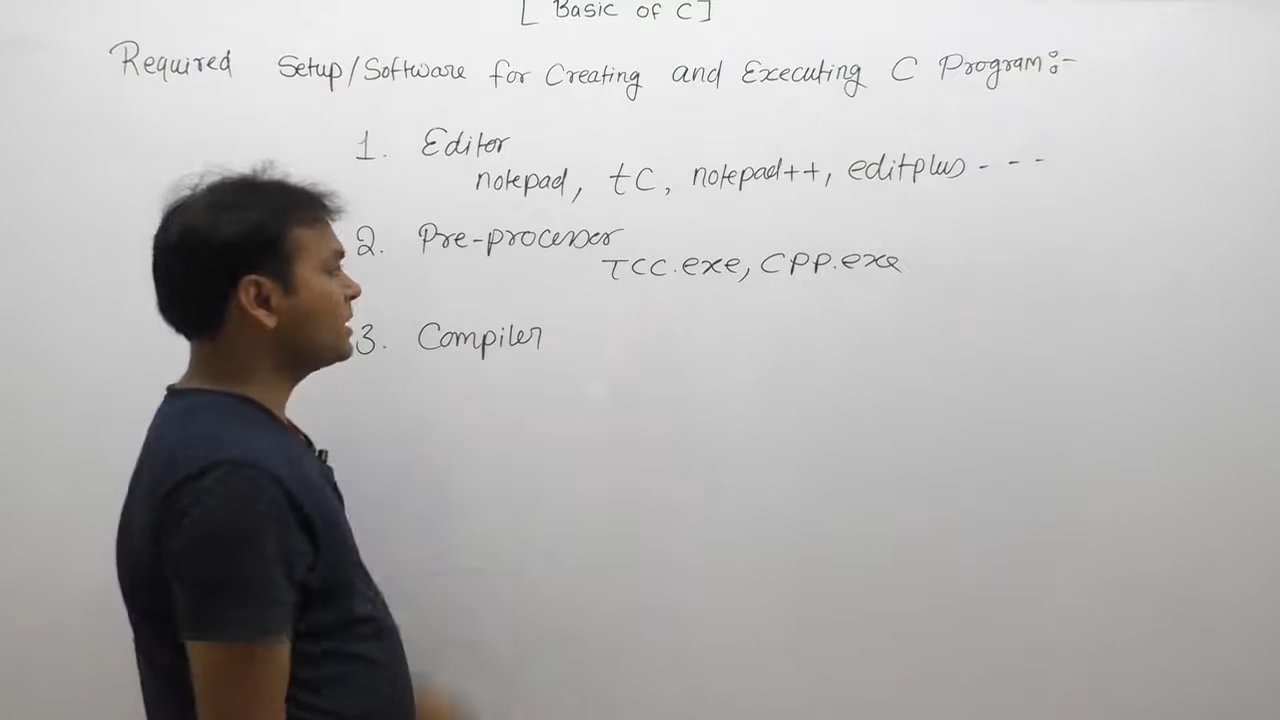 [ Basic of C ]
Required Setup/Software for Creating and Executing C Program:-
1. Editor
notepad, tc, notepad++, editplus - - -
2. Pre-processor
TCC.exe, CPP.exe
3. Compiler